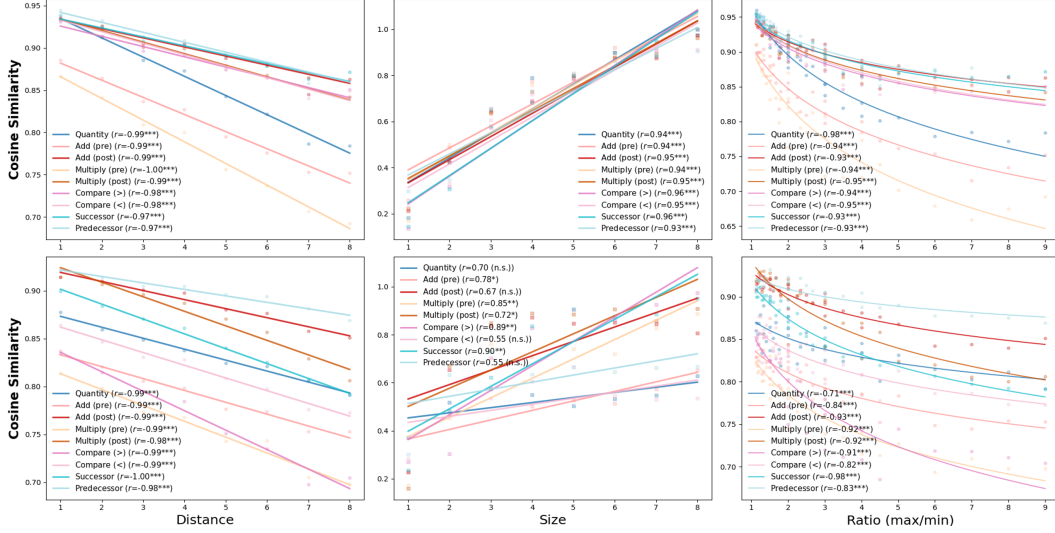 Cosine Similarity
0.95
0.90
0.85
0.80
0.75
0.70
Quantity (r=-0.99***)
Add (pre) (r=-0.99***)
Add (post) (r=-0.99***)
Multiply (pre) (r=-1.00***)
Multiply (post) (r=-0.99***)
Compare (>) (r=-0.98***)
Compare (<) (r=-0.98***)
Successor (r=-0.97***)
Predecessor (r=-0.97***)
1 2 3 4 5 6 7 8
1.0
0.8
0.6
0.4
0.2
Quantity (r=0.94***)
Add (pre) (r=0.94***)
Add (post) (r=0.95***)
Multiply (pre) (r=0.94***)
Multiply (post) (r=0.95***)
Compare (>) (r=0.96***)
Compare (<) (r=0.95***)
Successor (r=0.96***)
Predecessor (r=0.93***)
1 2 3 4 5 6 7 8
0.95
0.90
0.85
0.80
0.75
0.70
0.65
Quantity (r=-0.98***)
Add (pre) (r=-0.94***)
Add (post) (r=-0.93***)
Multiply (pre) (r=-0.94***)
Multiply (post) (r=-0.95***)
Compare (>) (r=-0.94***)
Compare (<) (r=-0.95***)
Successor (r=-0.93***)
Predecessor (r=-0.93***)
1 2 3 4 5 6 7 8 9
Cosine Similarity
0.90
0.85
0.80
0.75
0.70
Quantity (r=-0.99***)
Add (pre) (r=-0.99***)
Add (post) (r=-0.99***)
Multiply (pre) (r=-0.99***)
Multiply (post) (r=-0.98***)
Compare (>) (r=-0.99***)
Compare (<) (r=-0.99***)
Successor (r=-1.00***)
Predecessor (r=-0.98***)
1 2 3 4 5 6 7 8
Distance
1.0
0.8
0.6
0.4
0.2
Quantity (r=0.70 (n.s.))
Add (pre) (r=0.78*)
Add (post) (r=0.67 (n.s.))
Multiply (pre) (r=0.85**)
Multiply (post) (r=0.72*)
Compare (>) (r=0.89**)
Compare (<) (r=0.55 (n.s.))
Successor (r=0.90**)
Predecessor (r=0.55 (n.s.))
1 2 3 4 5 6 7 8
Size
0.95
0.90
0.85
0.80
0.75
0.70
Quantity (r=-0.71***)
Add (pre) (r=-0.84***)
Add (post) (r=-0.93***)
Multiply (pre) (r=-0.92***)
Multiply (post) (r=-0.92***)
Compare (>) (r=-0.91***)
Compare (<) (r=-0.82***)
Successor (r=-0.98***)
Predecessor (r=-0.83***)
1 2 3 4 5 6 7 8 9
Ratio (max/min)